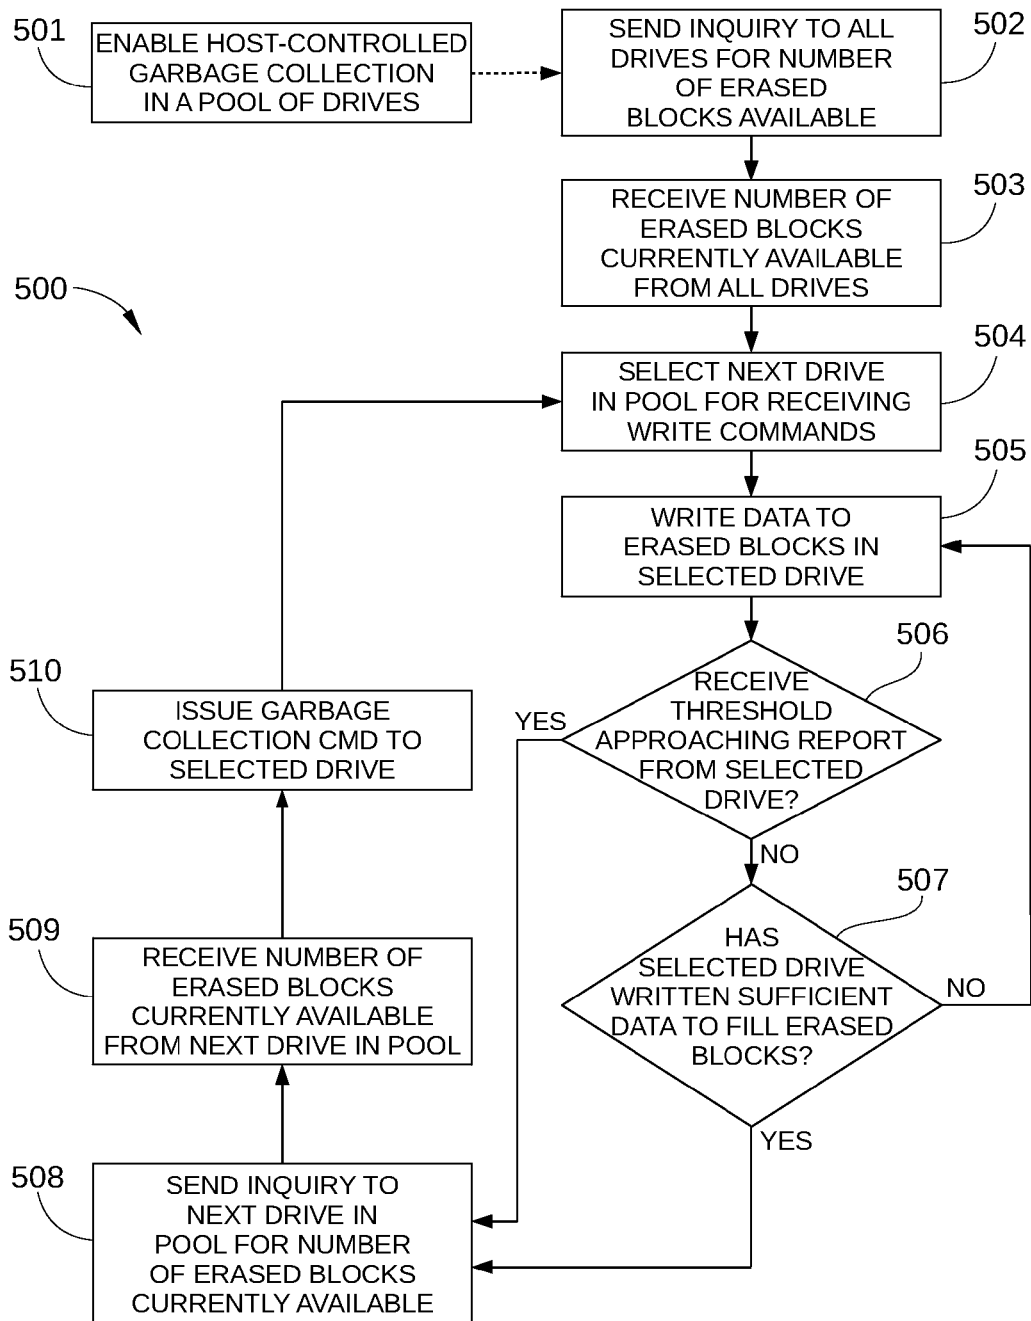 501
ENABLE HOST-CONTROLLED
GARBAGE COLLECTION
IN A POOL OF DRIVES
502
SEND INQUIRY TO ALL
DRIVES FOR NUMBER
OF ERASED
BLOCKS AVAILABLE
503
RECEIVE NUMBER OF
ERASED BLOCKS
CURRENTLY AVAILABLE
FROM ALL DRIVES
500
504
SELECT NEXT DRIVE
IN POOL FOR RECEIVING
WRITE COMMANDS
505
WRITE DATA TO
ERASED BLOCKS IN
SELECTED DRIVE
506
RECEIVE
THRESHOLD
APPROACHING REPORT
FROM SELECTED
DRIVE?
YES
NO
507
HAS
SELECTED DRIVE
WRITTEN SUFFICIENT
DATA TO FILL ERASED
BLOCKS?
NO
YES
508
SEND INQUIRY TO
NEXT DRIVE IN
POOL FOR NUMBER
OF ERASED BLOCKS
CURRENTLY AVAILABLE
509
RECEIVE NUMBER OF
ERASED BLOCKS
CURRENTLY AVAILABLE
FROM NEXT DRIVE IN POOL
510
ISSUE GARBAGE
COLLECTION CMD TO
SELECTED DRIVE